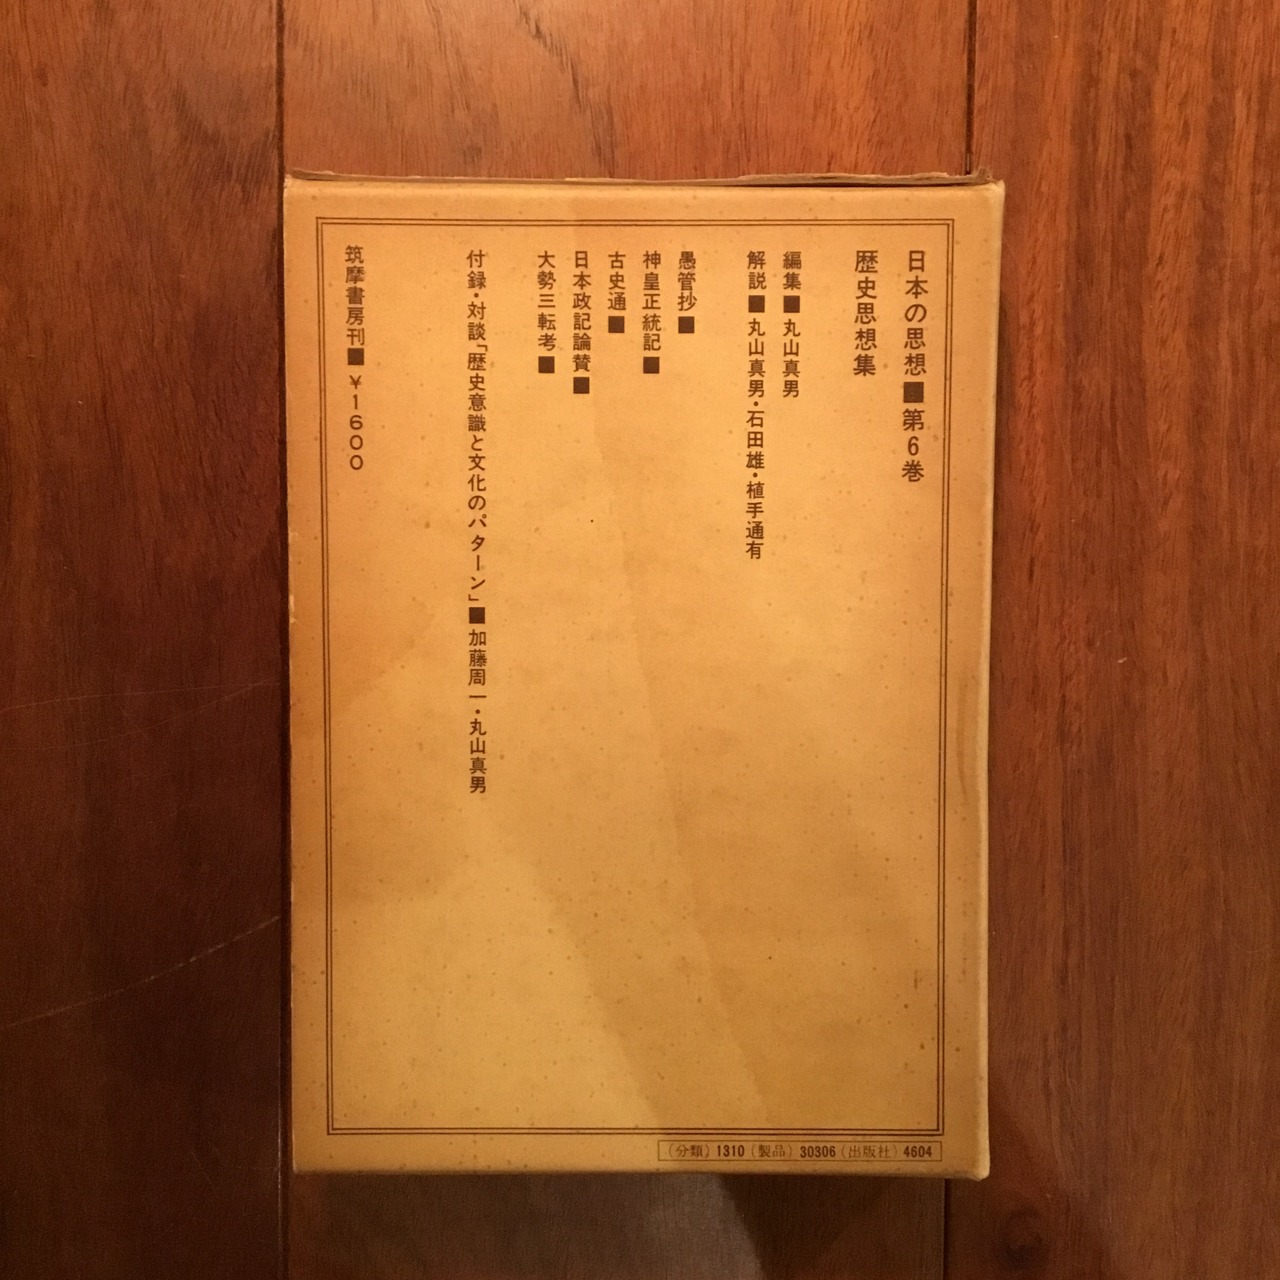 日本の思想■第6巻
歴史思想集
編集■丸山真男
解説■丸山真男・石田雄・植手通有
愚管抄■
神皇正統記■
古史通■
日本政記論賛■
大勢三転考■
付録・対談「歴史意識と文化のパターン」■加藤周一・丸山真男
筑摩書房刊■￥1600
(分類) 1310 (製品) 30306 (出版社) 4604